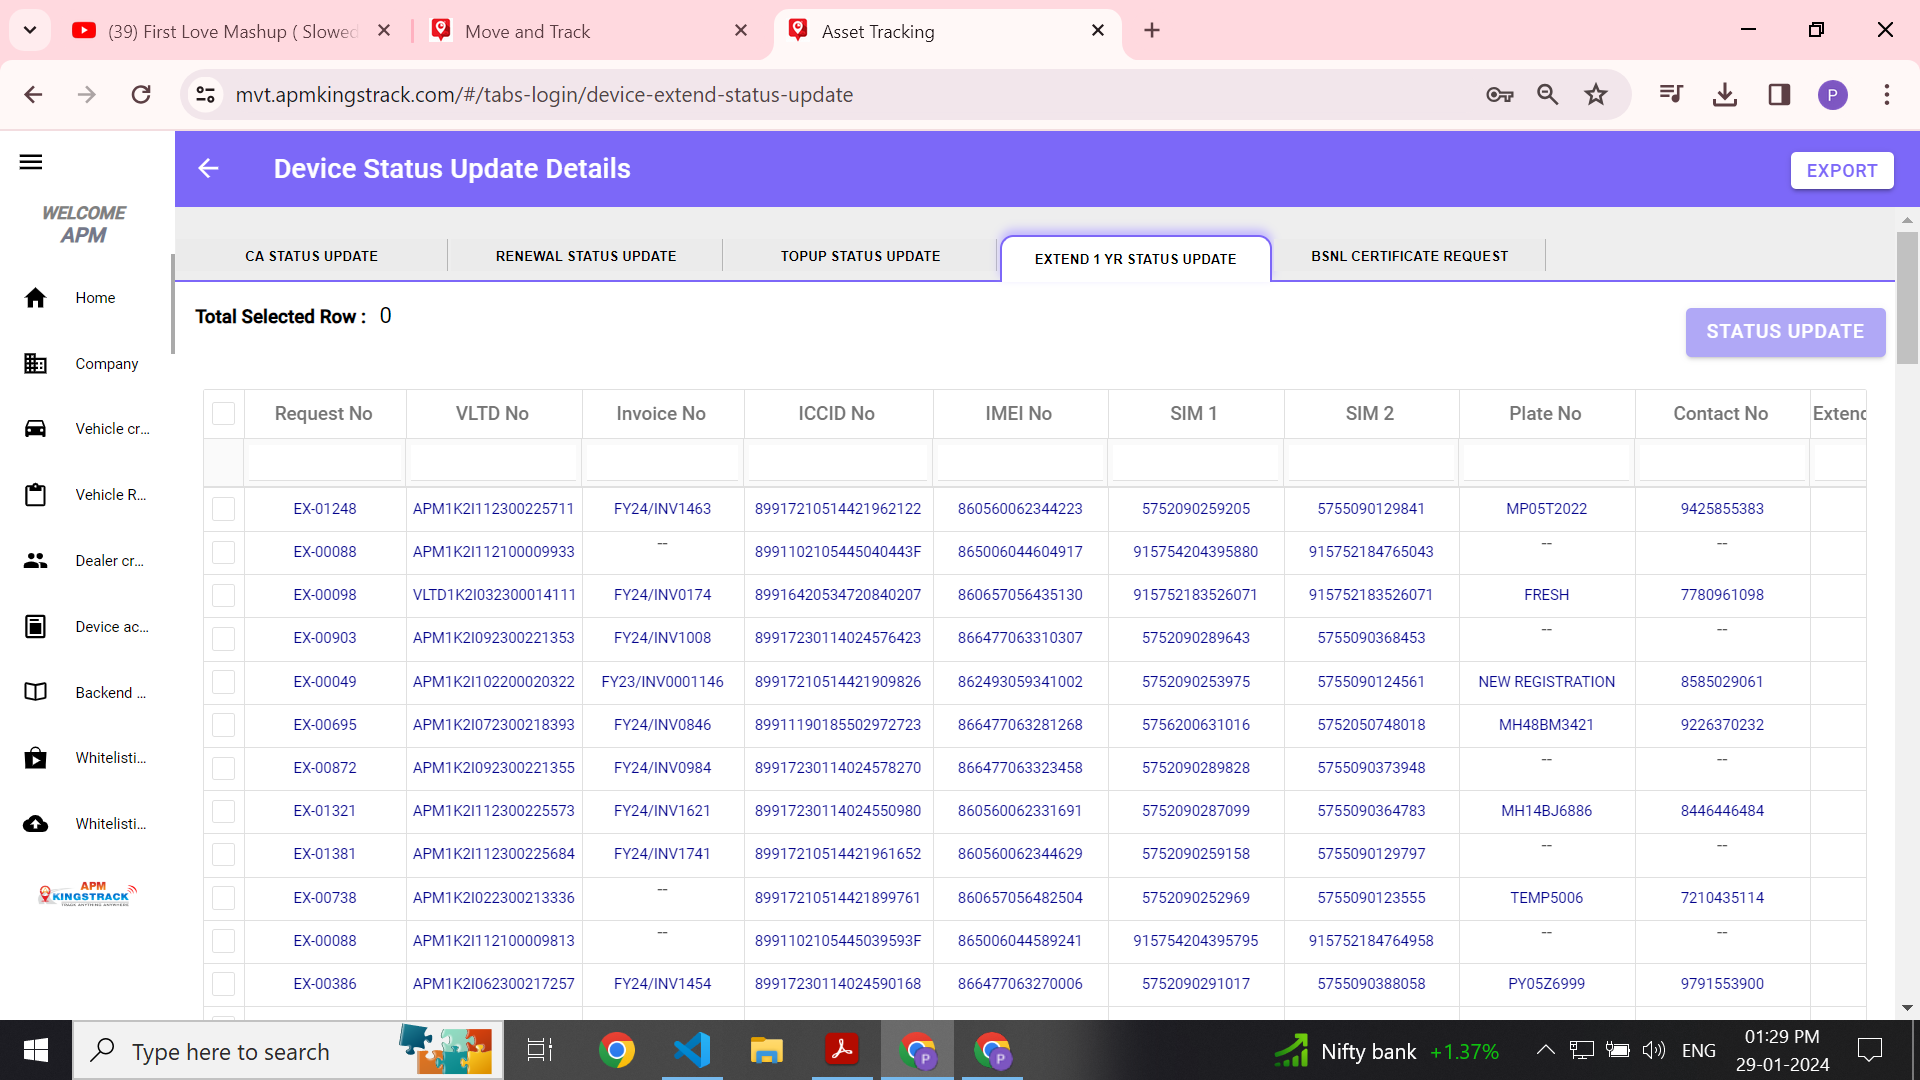 (39) First Love Mashup ( Slowed
Move and Track
Asset Tracking
mvt.apmkingstrack.com/#/tabs-login/device-extend-status-update
P
WELCOME
APM
Home
Company
Vehicle cr...
Vehicle R...
Dealer cr...
Device ac...
Backend ...
Whitelisti...
Whitelisti...
APM
KINGSTRACK
TRACK ANYTHING ANYWHERE
Device Status Update Details
EXPORT
CA STATUS UPDATE RENEWAL STATUS UPDATE TOPUP STATUS UPDATE EXTEND 1 YR STATUS UPDATE BSNL CERTIFICATE REQUEST
Total Selected Row : 0
STATUS UPDATE
Request No VLTD No Invoice No ICCID No IMEI No SIM 1 SIM 2 Plate No Contact No Extend
EX-01248 APM1K2I112300225711 FY24/INV1463 89917210514421962122 860560062344223 5752090259205 5755090129841 MP05T2022 9425855383
EX-00088 APM1K2I112100009933 -- 8991102105445040443F 865006044604917 915754204395880 915752184765043 -- --
EX-00098 VLTD1K2I032300014111 FY24/INV0174 89916420534720840207 860657056435130 915752183526071 915752183526071 FRESH 7780961098
EX-00903 APM1K2I092300221353 FY24/INV1008 89917230114024576423 866477063310307 5752090289643 5755090368453 -- --
EX-00049 APM1K2I102200020322 FY23/INV0001146 89917210514421909826 862493059341002 5752090253975 5755090124561 NEW REGISTRATION 8585029061
EX-00695 APM1K2I072300218393 FY24/INV0846 89911190185502972723 866477063281268 5756200631016 5752050748018 MH48BM3421 9226370232
EX-00872 APM1K2I092300221355 FY24/INV0984 89917230114024578270 866477063323458 5752090289828 5755090373948 -- --
EX-01321 APM1K2I112300225573 FY24/INV1621 89917230114024550980 860560062331691 5752090287099 5755090364783 MH14BJ6886 8446446484
EX-01381 APM1K2I112300225684 FY24/INV1741 89917210514421961652 860560062344629 5752090259158 5755090129797 -- --
EX-00738 APM1K2I022300213336 -- 89917210514421899761 860657056482504 5752090252969 5755090123555 TEMP5006 7210435114
EX-00088 APM1K2I112100009813 -- 8991102105445039593F 865006044589241 915754204395795 915752184764958 -- --
EX-00386 APM1K2I062300217257 FY24/INV1454 89917230114024590168 866477063270006 5752090291017 5755090388058 PY05Z6999 9791553900
Type here to search
P
P
Nifty bank +1.37%
ENG
01:29 PM
29-01-2024